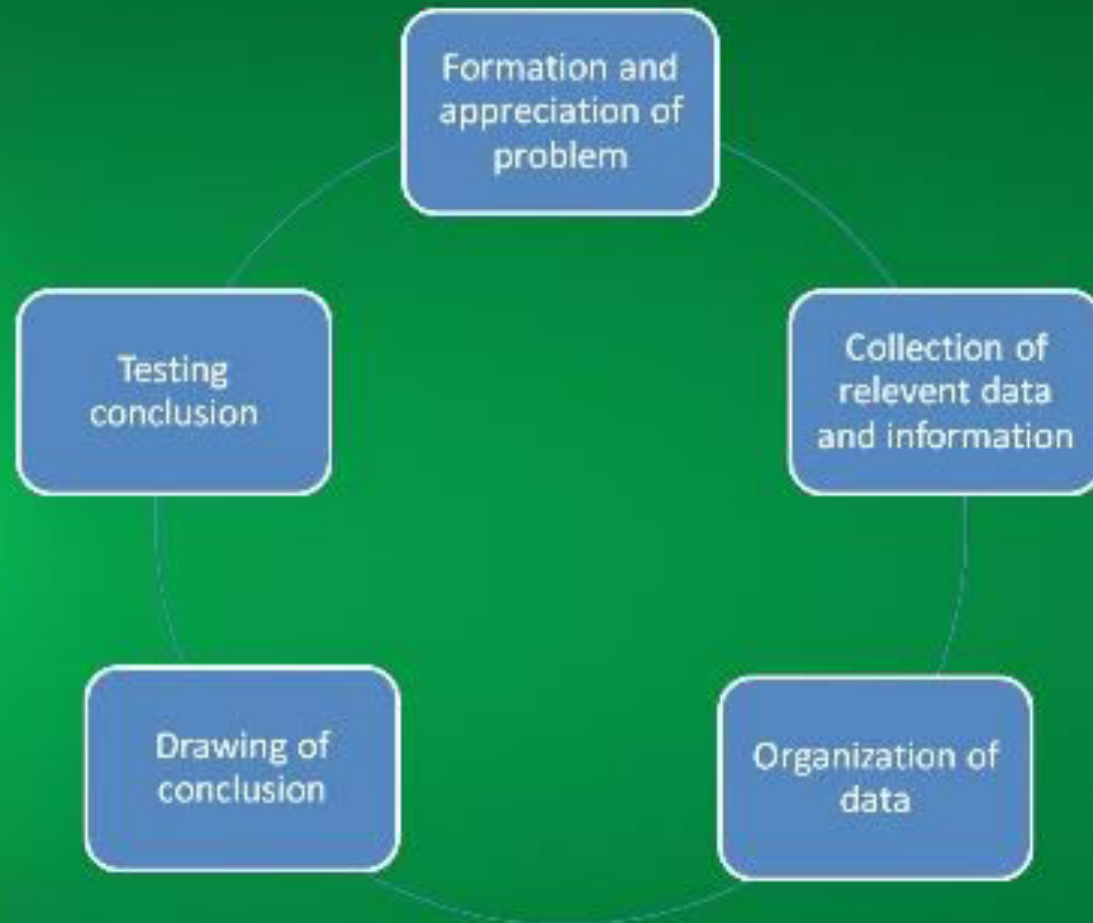 Formation and
appreciation of
problem
Collection of
relevent data
and information
Organization of
data
Drawing of
conclusion
Testing
conclusion